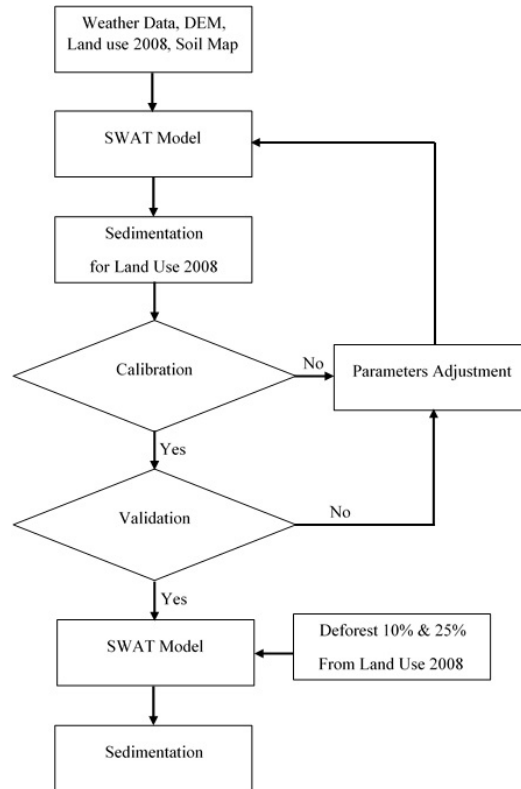 Weather Data, DEM,
Land use 2008, Soil Map
SWAT Model
Sedimentation
for Land Use 2008
Calibration
No
Parameters Adjustment
Yes
Validation
No
Yes
SWAT Model
Deforest 10% & 25%
From Land Use 2008
Sedimentation